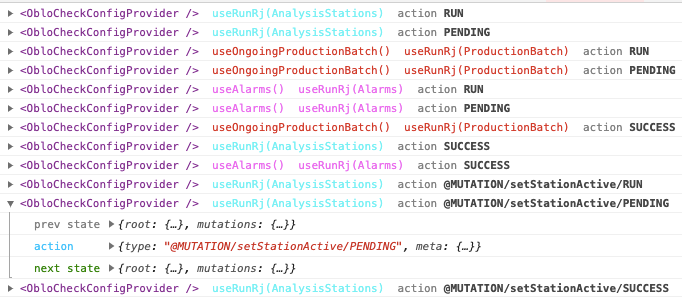 <ObloCheckConfigProvider /> useRunRj(AnalysisStations) action RUN
<ObloCheckConfigProvider /> useRunRj(AnalysisStations) action PENDING
<ObloCheckConfigProvider /> useOngoingProductionBatch() useRunRj(ProductionBatch) action RUN
<ObloCheckConfigProvider /> useOngoingProductionBatch() useRunRj(ProductionBatch) action PENDING
<ObloCheckConfigProvider /> useAlarms() useRunRj(Alarms) action RUN
<ObloCheckConfigProvider /> useAlarms() useRunRj(Alarms) action PENDING
<ObloCheckConfigProvider /> useOngoingProductionBatch() useRunRj(ProductionBatch) action SUCCESS
<ObloCheckConfigProvider /> useRunRj(AnalysisStations) action SUCCESS
<ObloCheckConfigProvider /> useAlarms() useRunRj(Alarms) action SUCCESS
<ObloCheckConfigProvider /> useRunRj(AnalysisStations) action @MUTATION/setStationActive/RUN
<ObloCheckConfigProvider /> useRunRj(AnalysisStations) action @MUTATION/setStationActive/PENDING
prev state {root: {…}, mutations: {…}}
action {type: "@MUTATION/setStationActive/PENDING", meta: {…}}
next state {root: {…}, mutations: {…}}
<ObloCheckConfigProvider /> useRunRj(AnalysisStations) action @MUTATION/setStationActive/SUCCESS